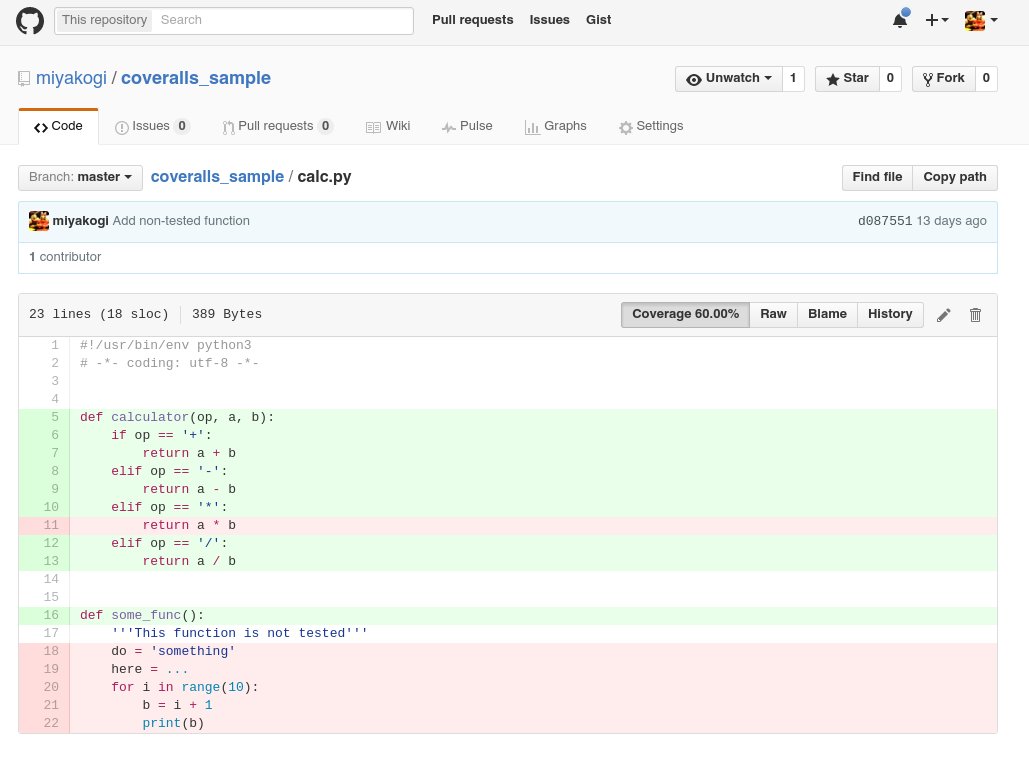 This repository Search Pull requests Issues Gist
miyakogi / coveralls_sample Unwatch 1 Star 0 Fork 0
Code Issues 0 Pull requests 0 Wiki Pulse Graphs Settings
Branch: master coveralls_sample / calc.py Find file Copy path
miyakogi Add non-tested function d087551 13 days ago
1 contributor
23 lines (18 sloc) 389 Bytes Coverage 60.00% Raw Blame History
1 #!/usr/bin/env python3
2 # -*- coding: utf-8 -*-
3
4
5 def calculator(op, a, b):
6     if op == '+':
7         return a + b
8     elif op == '-':
9         return a - b
10     elif op == '*':
11         return a * b
12     elif op == '/':
13         return a / b
14
15
16 def some_func():
17     '''This function is not tested'''
18     do = 'something'
19     here = ...
20     for i in range(10):
21         b = i + 1
22         print(b)